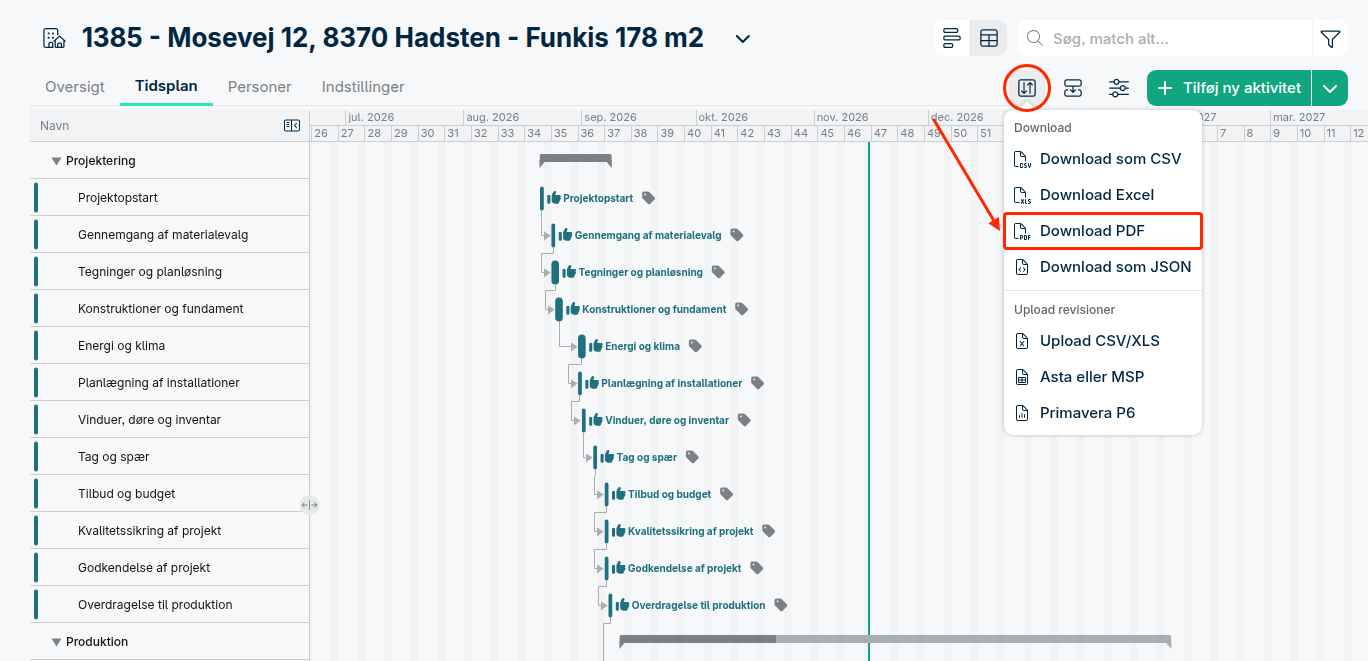 1385 - Mosevej 12, 8370 Hadsten - Funkis 178 m2
Søg, match alt...
Oversigt Tidsplan Personer Indstillinger
Tilføj ny aktivitet
Navn
jul. 2026 aug. 2026 sep. 2026 okt. 2026 nov. 2026 dec. 2026 027 mar. 2027
26 27 28 29 30 31 32 33 34 35 36 37 38 39 40 41 42 43 44 45 46 47 48 49 50 51 7 8 9 10 11 12
Download
Download som CSV
Download Excel
Download PDF
Download som JSON
Upload revisioner
Upload CSV/XLS
Asta eller MSP
Primavera P6
Projektering
Projektopstart Projektopstart
Gennemgang af materialevalg Gennemgang af materialevalg
Tegninger og planløsning Tegninger og planløsning
Konstruktioner og fundament Konstruktioner og fundament
Energi og klima Energi og klima
Planlægning af installationer Planlægning af installationer
Vinduer, døre og inventar Vinduer, døre og inventar
Tag og spær Tag og spær
Tilbud og budget Tilbud og budget
Kvalitetssikring af projekt Kvalitetssikring af projekt
Godkendelse af projekt Godkendelse af projekt
Overdragelse til produktion Overdragelse til produktion
Produktion